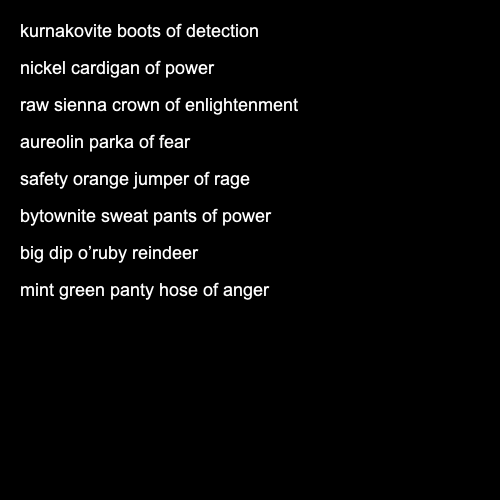 kurnakovite boots of detection
nickel cardigan of power
raw sienna crown of enlightenment
aureolin parka of fear
safety orange jumper of rage
bytownite sweat pants of power
big dip o’ruby reindeer
mint green panty hose of anger